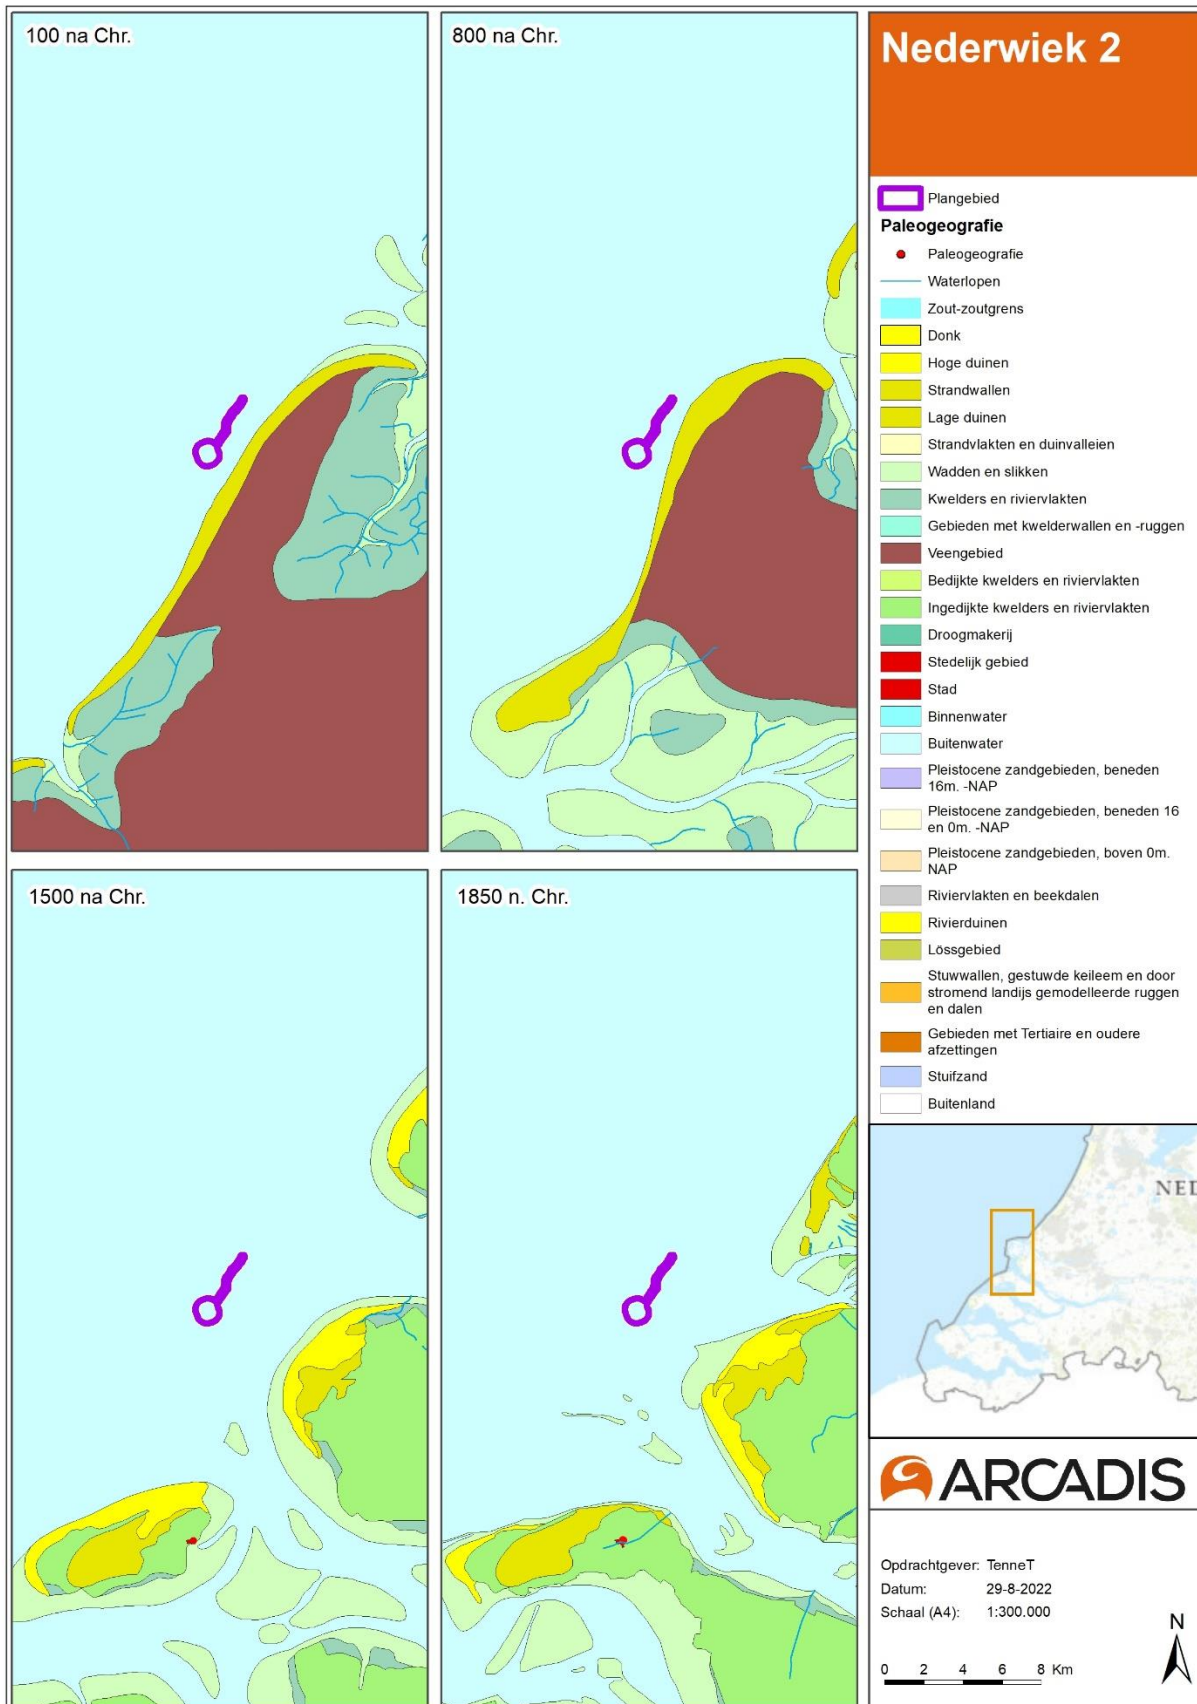 100 na Chr.
800 na Chr.
1500 na Chr.
1850 n. Chr.
Nederwiek 2
Plangebied
Paleogeografie
Paleogeografie
Waterlopen
Zout-zoutgrens
Donk
Hoge duinen
Strandwallen
Lage duinen
Strandvlakten en duinvalleien
Wadden en slikken
Kwelders en riviervlakten
Gebieden met kwelderwallen en -ruggen
Veengebied
Bedijkte kwelders en riviervlakten
Ingedijkte kwelders en riviervlakten
Droogmakerij
Stedelijk gebied
Stad
Binnenwater
Buitenwater
Pleistocene zandgebieden, beneden
16m. -NAP
Pleistocene zandgebieden, beneden 16
en 0m. -NAP
Pleistocene zandgebieden, boven 0m.
NAP
Riviervlakten en beekdalen
Rivierduinen
Lössgebied
Stuwwallen, gestuwde keileem en door
stromend landijs gemodelleerde ruggen
en dalen
Gebieden met Tertiaire en oudere
afzettingen
Stuifzand
Buitenland
NED
ARCADIS
Opdrachtgever: TenneT
Datum: 29-8-2022
Schaal (A4): 1:300.000
N
0 2 4 6 8 Km